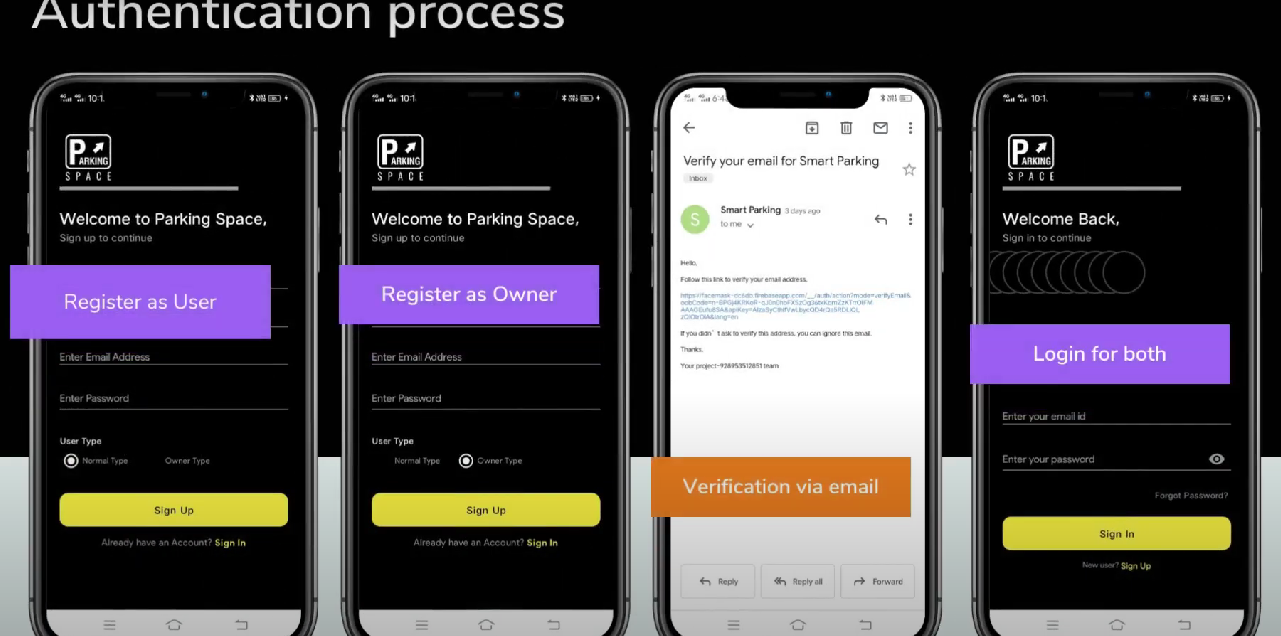 Authentication process
10:1.
PARKING
SPACE
Welcome to Parking Space,
Sign up to continue
Register as User
Enter Email Address
Enter Password
User Type
Normal Type Owner Type
Sign Up
Already have an Account? Sign In
10:1
PARKING
SPACE
Welcome to Parking Space,
Sign up to continue
Register as Owner
Enter Email Address
Enter Password
User Type
Normal Type Owner Type
Sign Up
Already have an Account? Sign In
Verify your email for Smart Parking
Inbox
S
Smart Parking 3 days ago
to me
Hello,
Follow this link to verify your email address.
If you didn't ask to verify this address, you can ignore this email.
Thanks,
Verification via email
Reply Reply all Forward
10:1.
PARKING
SPACE
Welcome Back,
Sign in to continue
Login for both
Enter your email id
Enter your password
Forgot Password?
Sign In
New user? Sign Up